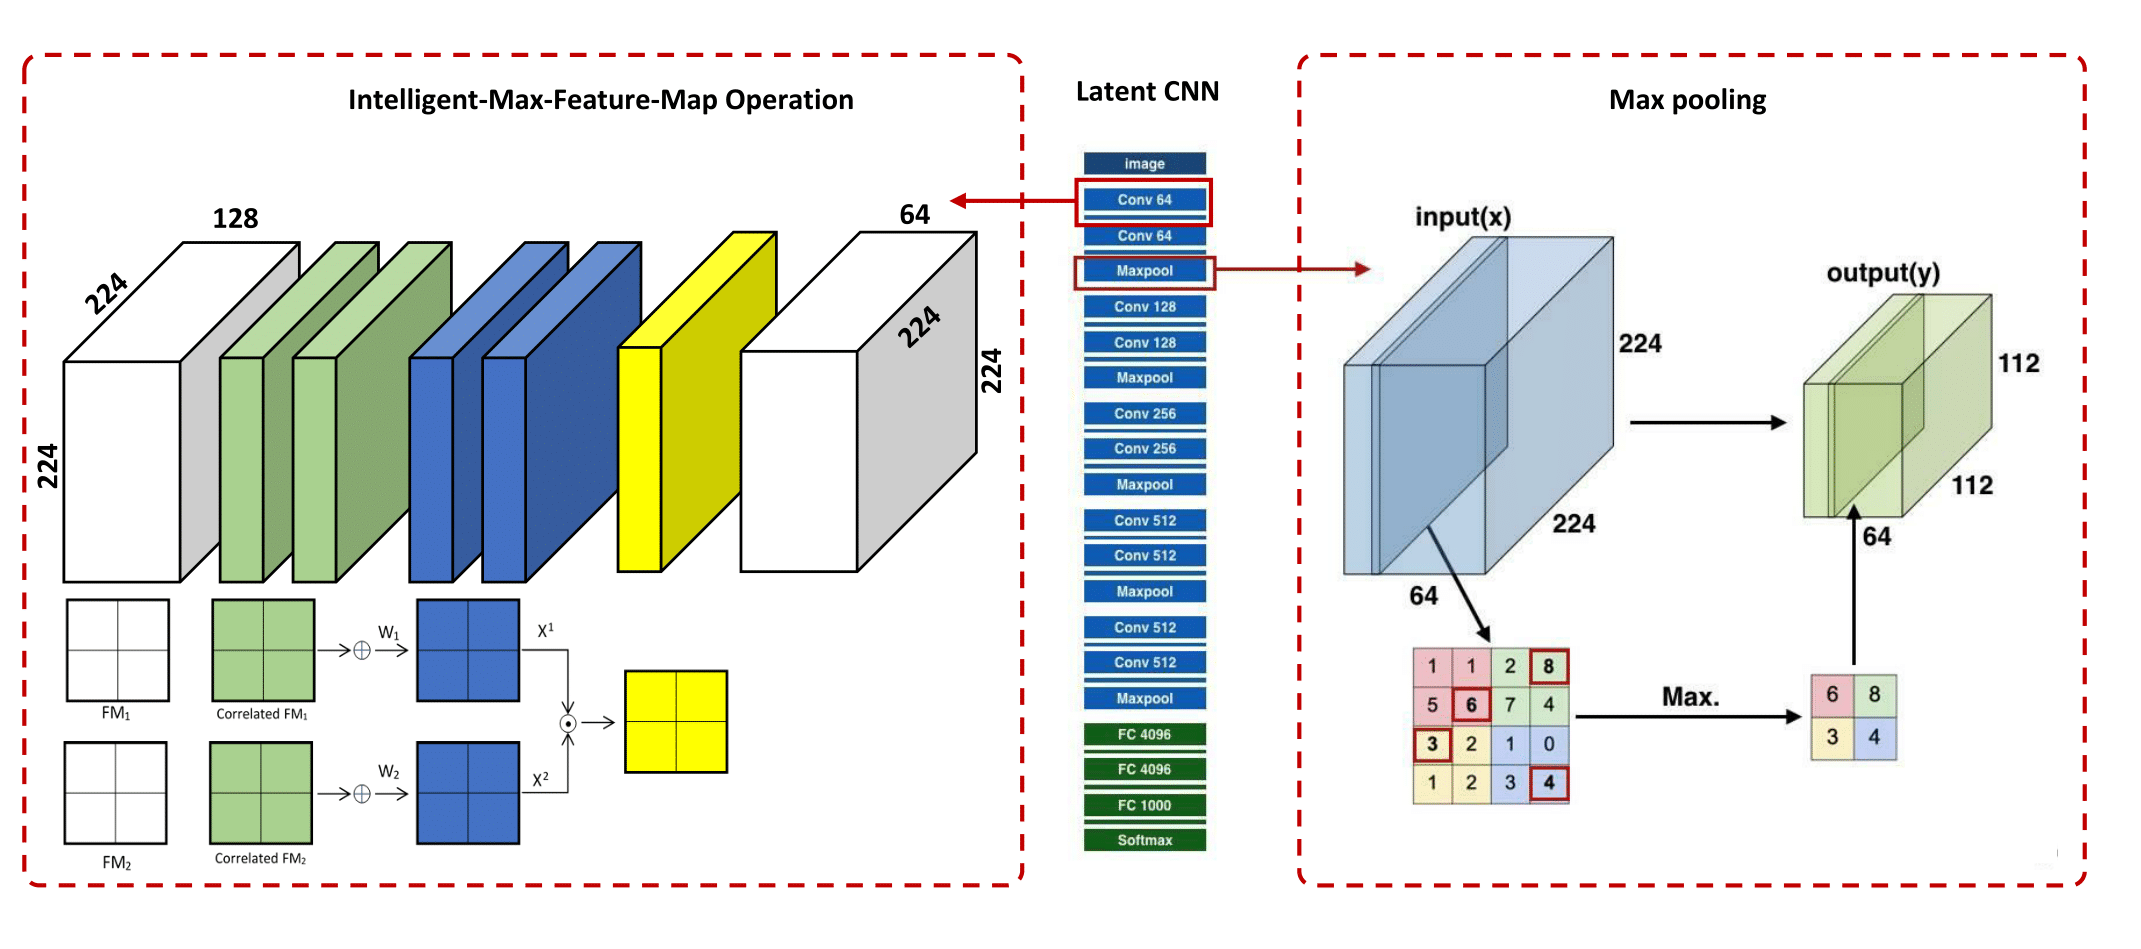 Intelligent-Max-Feature-Map Operation
128
224
224
64
224
224
FM1
Correlated FM1
W1
X1
FM2
Correlated FM2
W2
X2
Latent CNN
image
Conv 64
Conv 64
Maxpool
Conv 128
Conv 128
Maxpool
Conv 256
Conv 256
Maxpool
Conv 512
Conv 512
Maxpool
Conv 512
Conv 512
Maxpool
FC 4096
FC 4096
FC 1000
Softmax
Max pooling
input(x)
224
224
64
output(y)
112
112
64
1 1 2 8
5 6 7 4
3 2 1 0
1 2 3 4
Max.
6 8
3 4